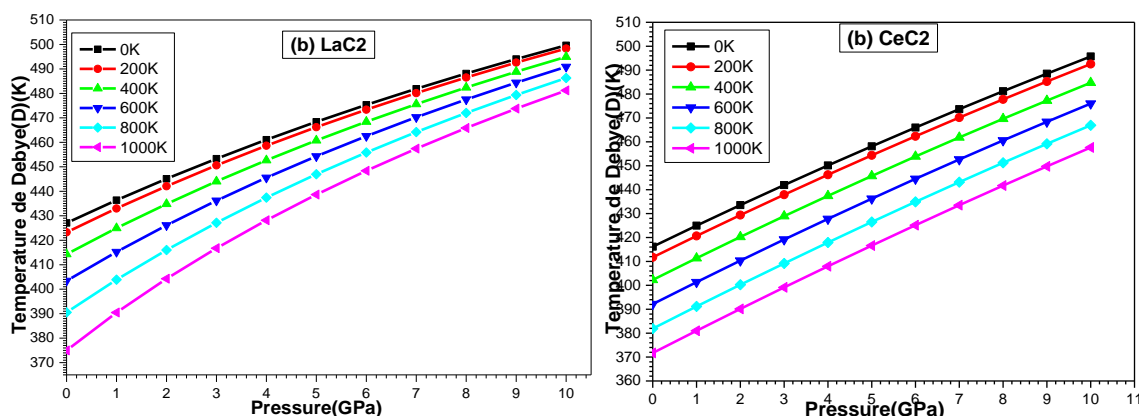 (b) LaC2
0K
200K
400K
600K
800K
1000K
Temperature de Debye(D)(K)
510
500
490
480
470
460
450
440
430
420
410
400
390
380
370
0 1 2 3 4 5 6 7 8 9 10
Pressure(GPa)
(b) CeC2
0K
200K
400K
600K
800K
1000K
Temperature de Debye(D)(K)
510
500
490
480
470
460
450
440
430
420
410
400
390
380
370
360
0 1 2 3 4 5 6 7 8 9 10 11
Pressure(GPa)